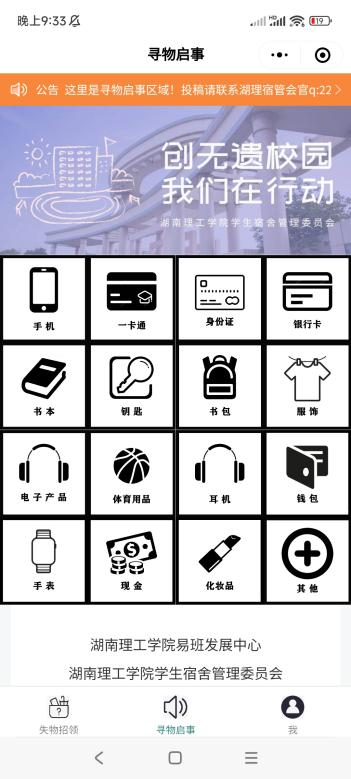 晚上9:33
HD
19
寻物启事
公告 这里是寻物启事区域！投稿请联系湖理宿管会官q:22
创无遗校园
我们在行动
湖南理工学院学生宿舍管理委员会
手机 一卡通 身份证 银行卡
书本 钥匙 书包 服饰
电子产品 体育用品 耳机 钱包
手表 现金 化妆品 其他
湖南理工学院易班发展中心
湖南理工学院学生宿舍管理委员会
失物招领 寻物启事 我